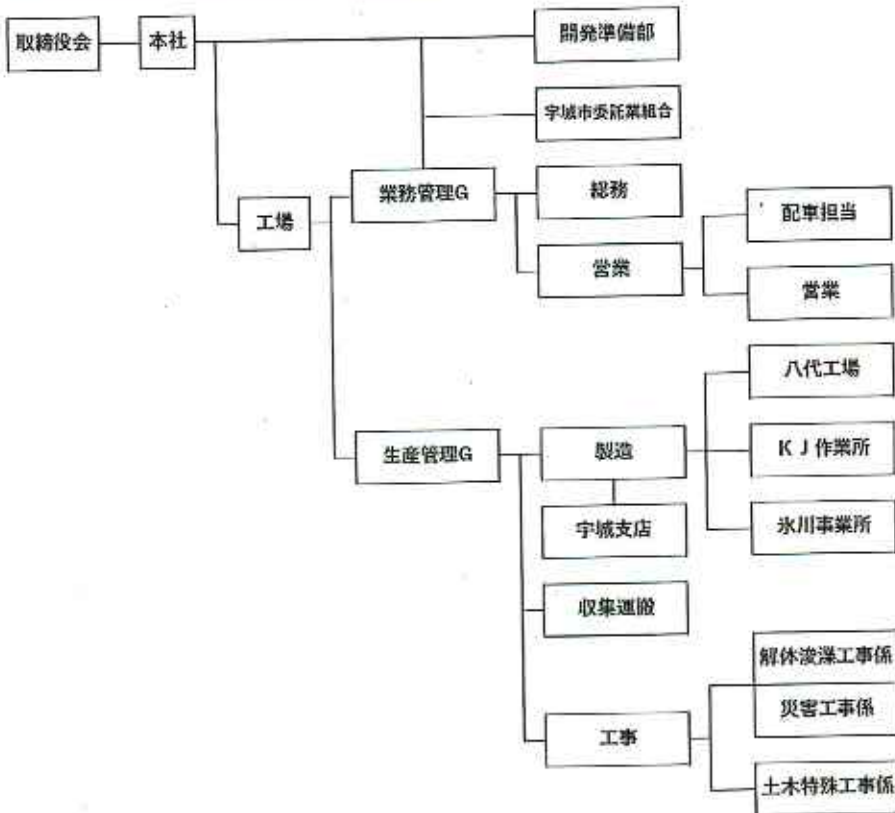 取締役会
本社
開発準備部
宇城市委託業組合
工場
業務管理G
総務
営業
配車担当
営業
生産管理G
製造
宇城支店
八代工場
KJ作業所
氷川事業所
収集運搬
工事
解体浚渫工事係
災害工事係
土木特殊工事係